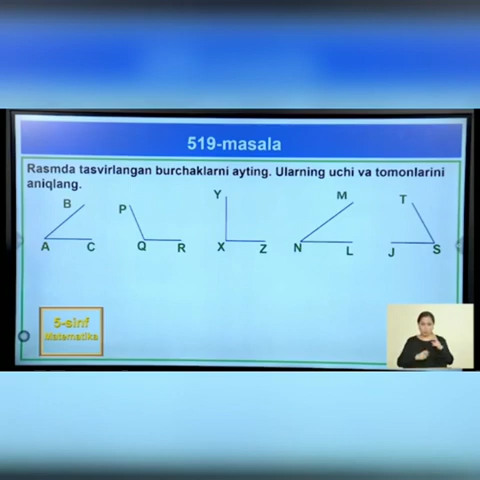 519-masala
Rasmda tasvirlangan burchaklarni ayting. Ularning uchi va tomonlarini
aniqlang.
B P Y M T
A C Q R X Z N L J S
5-sinf
Matematika